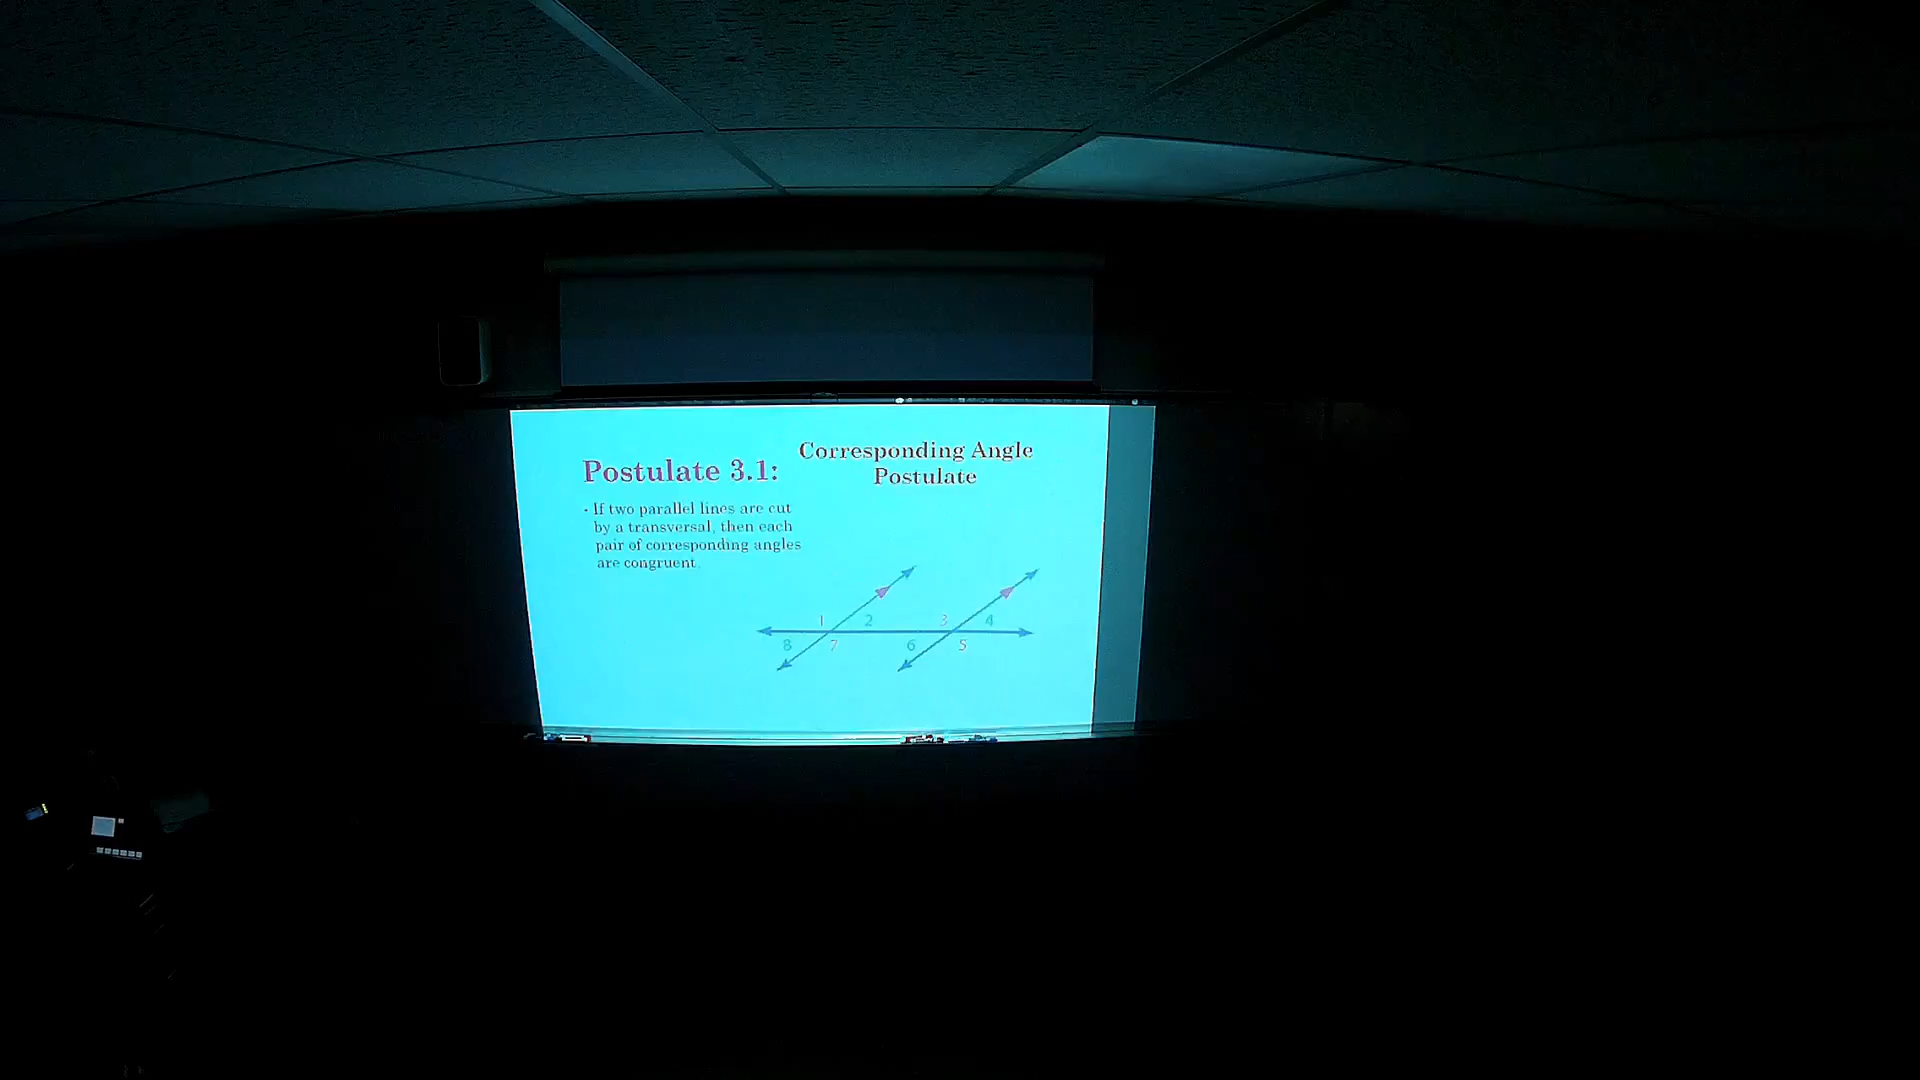 Postulate 3.1:
Corresponding Angle
Postulate
- If two parallel lines are cut
by a transversal, then each
pair of corresponding angles
are congruent.
1 2 3 4
8 7 6 5